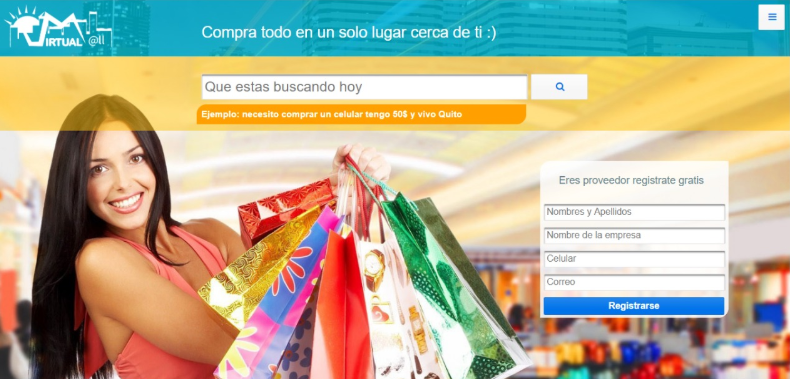 VIRTUAL @ll
Compra todo en un solo lugar cerca de ti :)
Que estas buscando hoy
Ejemplo: necesito comprar un celular tengo 50$ y vivo Quito
Eres proveedor registrate gratis
Nombres y Apellidos
Nombre de la empresa
Celular
Correo
Registrarse